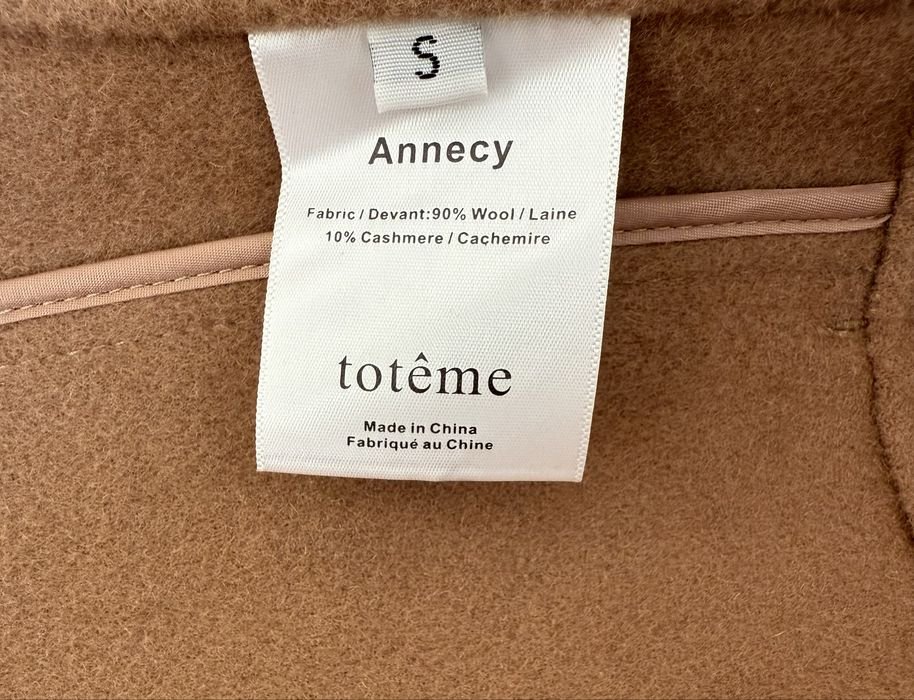 S
Annecy
Fabric / Devant:90% Wool / Laine
10% Cashmere / Cachemire
totême
Made in China
Fabriqué au Chine